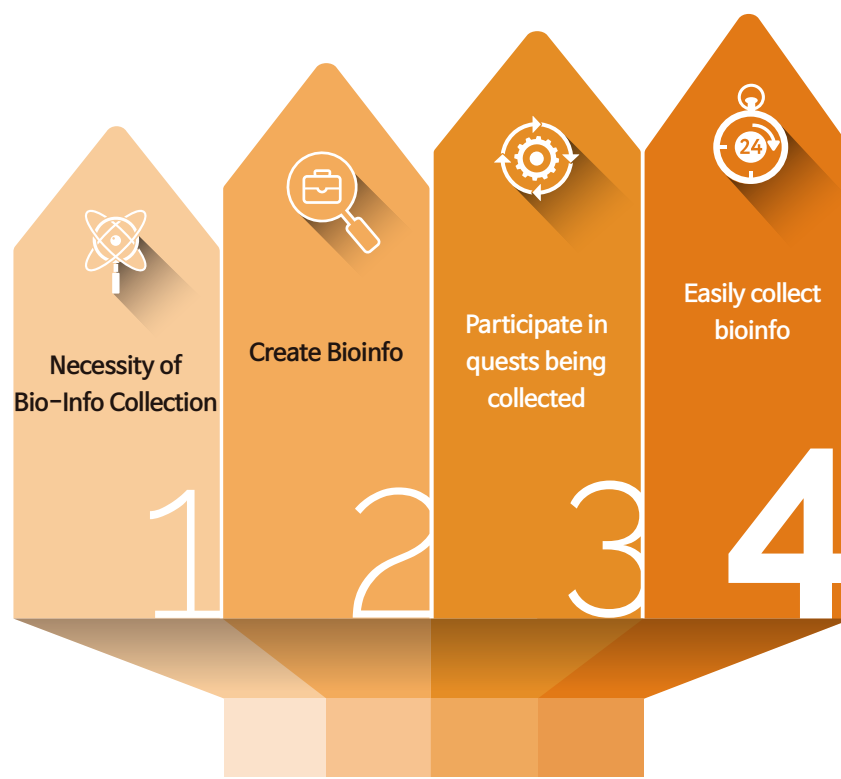 Necessity of
Bio-Info Collection
1
Create Bioinfo
2
Participate in
quests being
collected
3
24
Easily collect
bioinfo
4